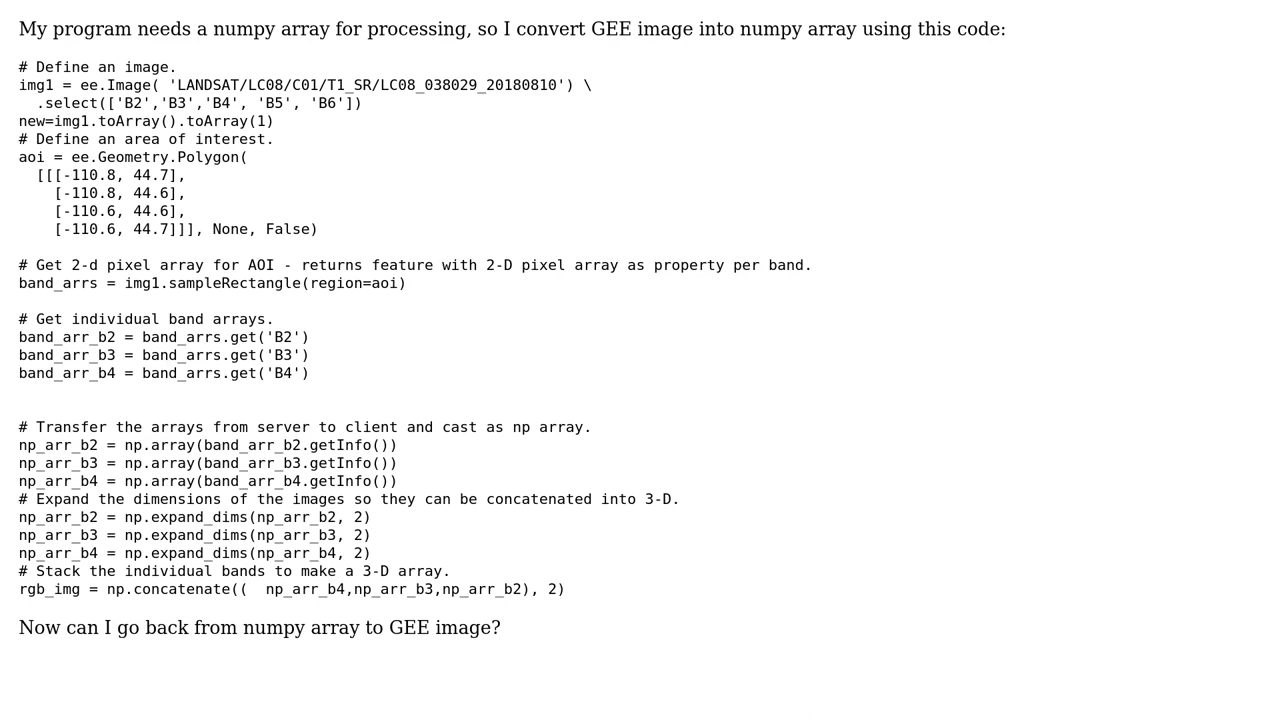 My program needs a numpy array for processing, so I convert GEE image into numpy array using this code:
# Define an image.
img1 = ee.Image( 'LANDSAT/LC08/C01/T1_SR/LC08_038029_20180810') \
  .select(['B2','B3','B4', 'B5', 'B6'])
new=img1.toArray().toArray(1)
# Define an area of interest.
aoi = ee.Geometry.Polygon(
  [[[-110.8, 44.7],
    [-110.8, 44.6],
    [-110.6, 44.6],
    [-110.6, 44.7]]], None, False)
# Get 2-d pixel array for AOI - returns feature with 2-D pixel array as property per band.
band_arrs = img1.sampleRectangle(region=aoi)
# Get individual band arrays.
band_arr_b2 = band_arrs.get('B2')
band_arr_b3 = band_arrs.get('B3')
band_arr_b4 = band_arrs.get('B4')
# Transfer the arrays from server to client and cast as np array.
np_arr_b2 = np.array(band_arr_b2.getInfo())
np_arr_b3 = np.array(band_arr_b3.getInfo())
np_arr_b4 = np.array(band_arr_b4.getInfo())
# Expand the dimensions of the images so they can be concatenated into 3-D.
np_arr_b2 = np.expand_dims(np_arr_b2, 2)
np_arr_b3 = np.expand_dims(np_arr_b3, 2)
np_arr_b4 = np.expand_dims(np_arr_b4, 2)
# Stack the individual bands to make a 3-D array.
rgb_img = np.concatenate((  np_arr_b4,np_arr_b3,np_arr_b2), 2)
Now can I go back from numpy array to GEE image?